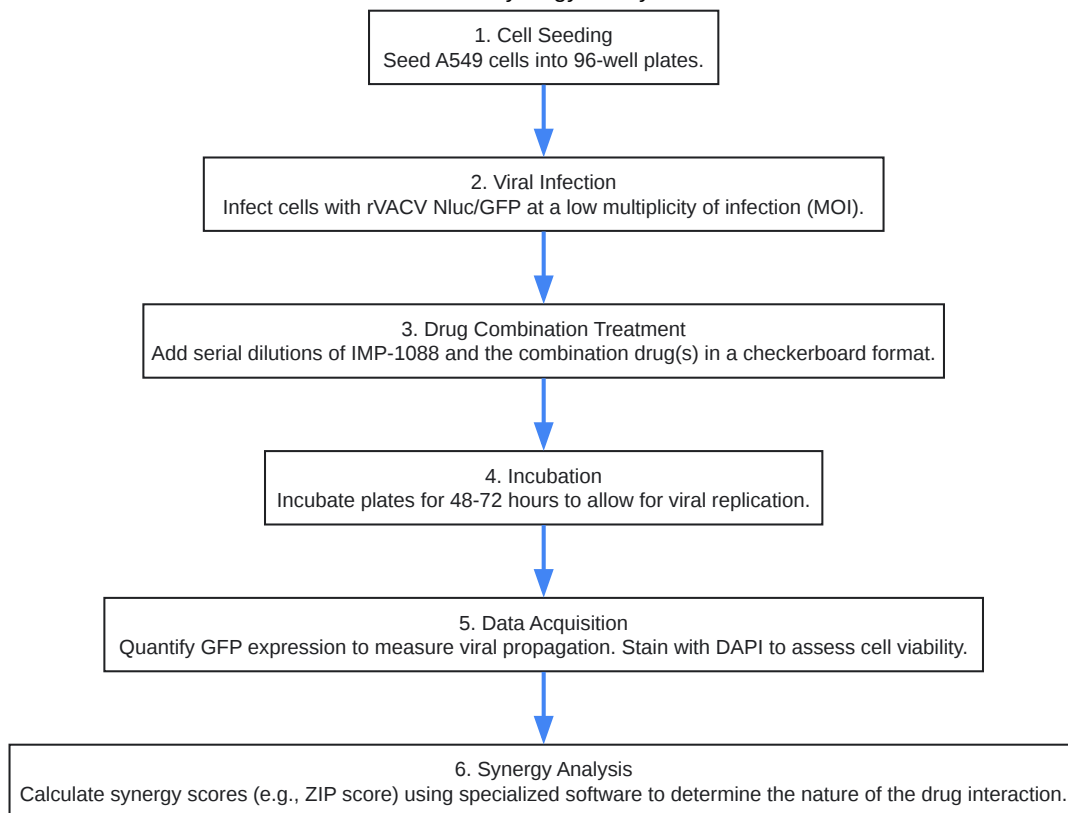 1. Cell Seeding
Seed A549 cells into 96-well plates.
2. Viral Infection
Infect cells with rVACV Nluc/GFP at a low multiplicity of infection (MOI).
3. Drug Combination Treatment
Add serial dilutions of IMP-1088 and the combination drug(s) in a checkerboard format.
4. Incubation
Incubate plates for 48-72 hours to allow for viral replication.
5. Data Acquisition
Quantify GFP expression to measure viral propagation. Stain with DAPI to assess cell viability.
6. Synergy Analysis
Calculate synergy scores (e.g., ZIP score) using specialized software to determine the nature of the drug interaction.